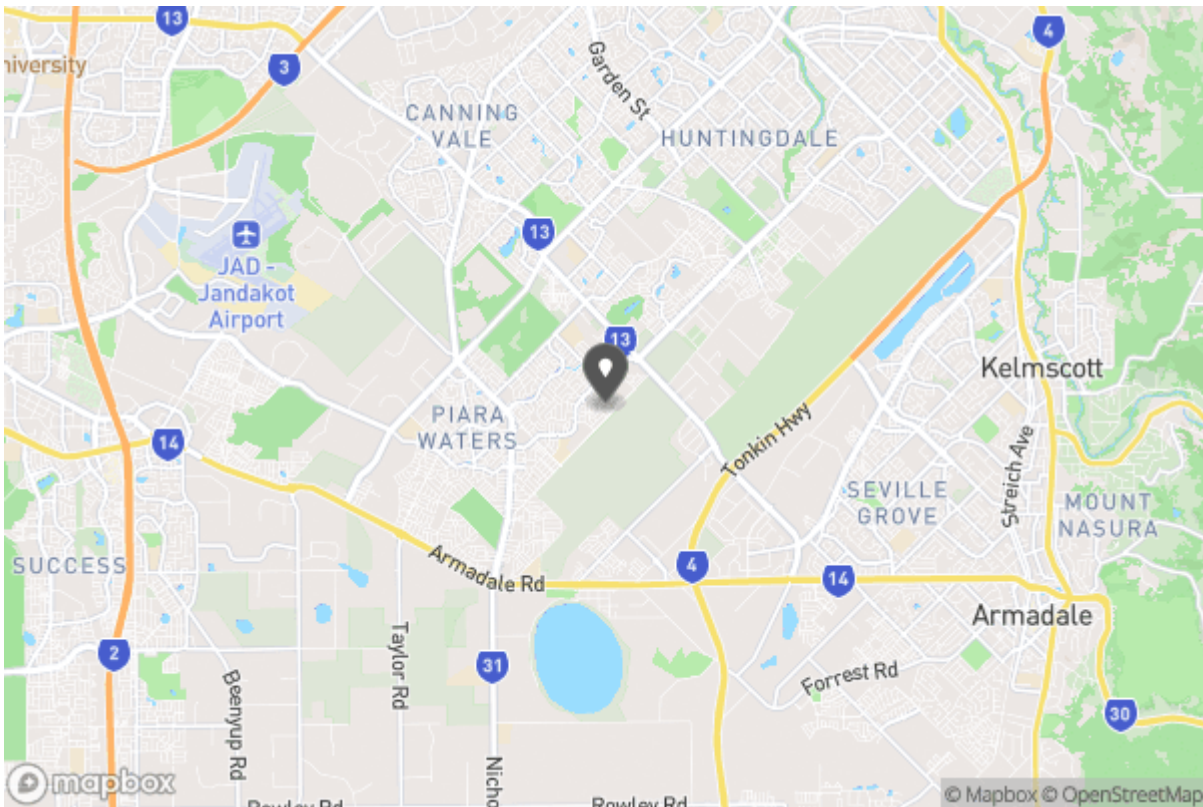 13
4
3
niversity
Garden St
CANNING
VALE
HUNTINGDALE
13
JAD -
Jandakot
Airport
13
Kelmscott
PIARA
WATERS
14
Tonkin Hwy
Streich Ave
SEVILLE
GROVE
MOUNT
NASURA
SUCCESS
Armadale Rd
4
14
Armadale
2
Taylor Rd
31
Forrest Rd
Beenyup Rd
30
Nicho
mapbox
Rowley Rd
Rowley Rd
© Mapbox © OpenStreetMap